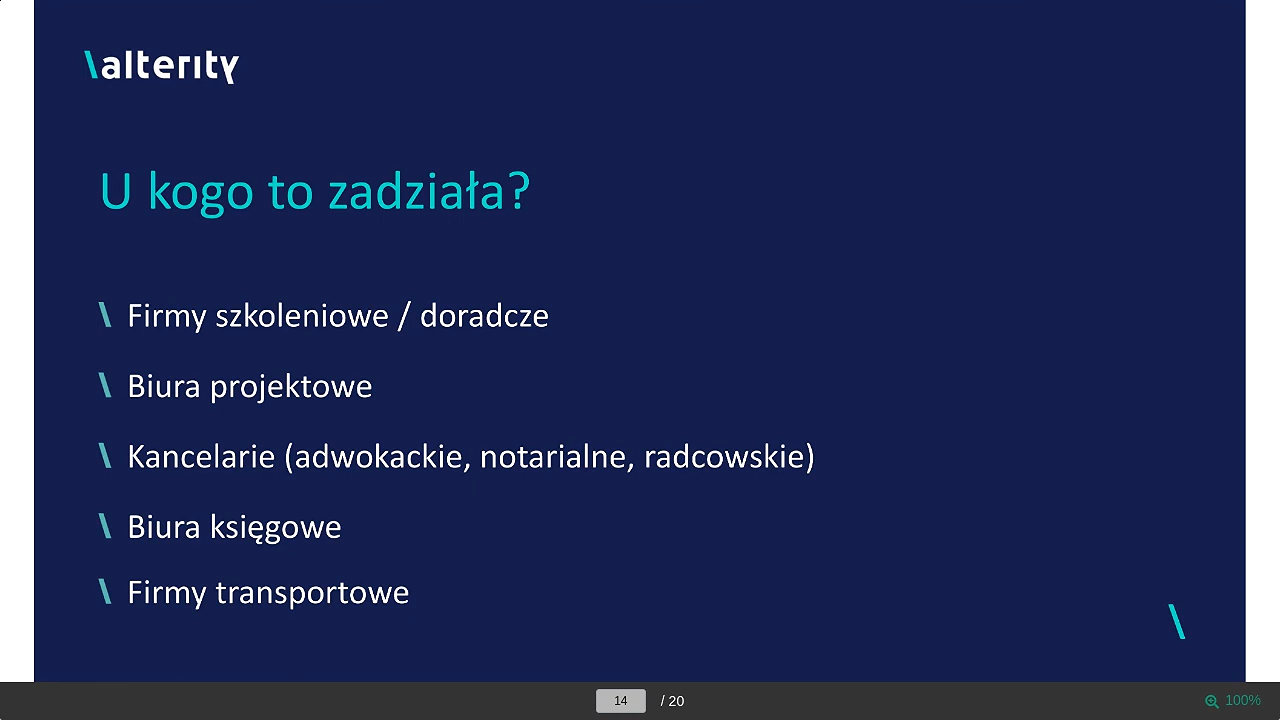 \alterity
U kogo to zadziała?
\ Firmy szkoleniowe / doradcze
\ Biura projektowe
\ Kancelarie (adwokackie, notarialne, radcowskie)
\ Biura księgowe
\ Firmy transportowe
\
14 / 20
100%